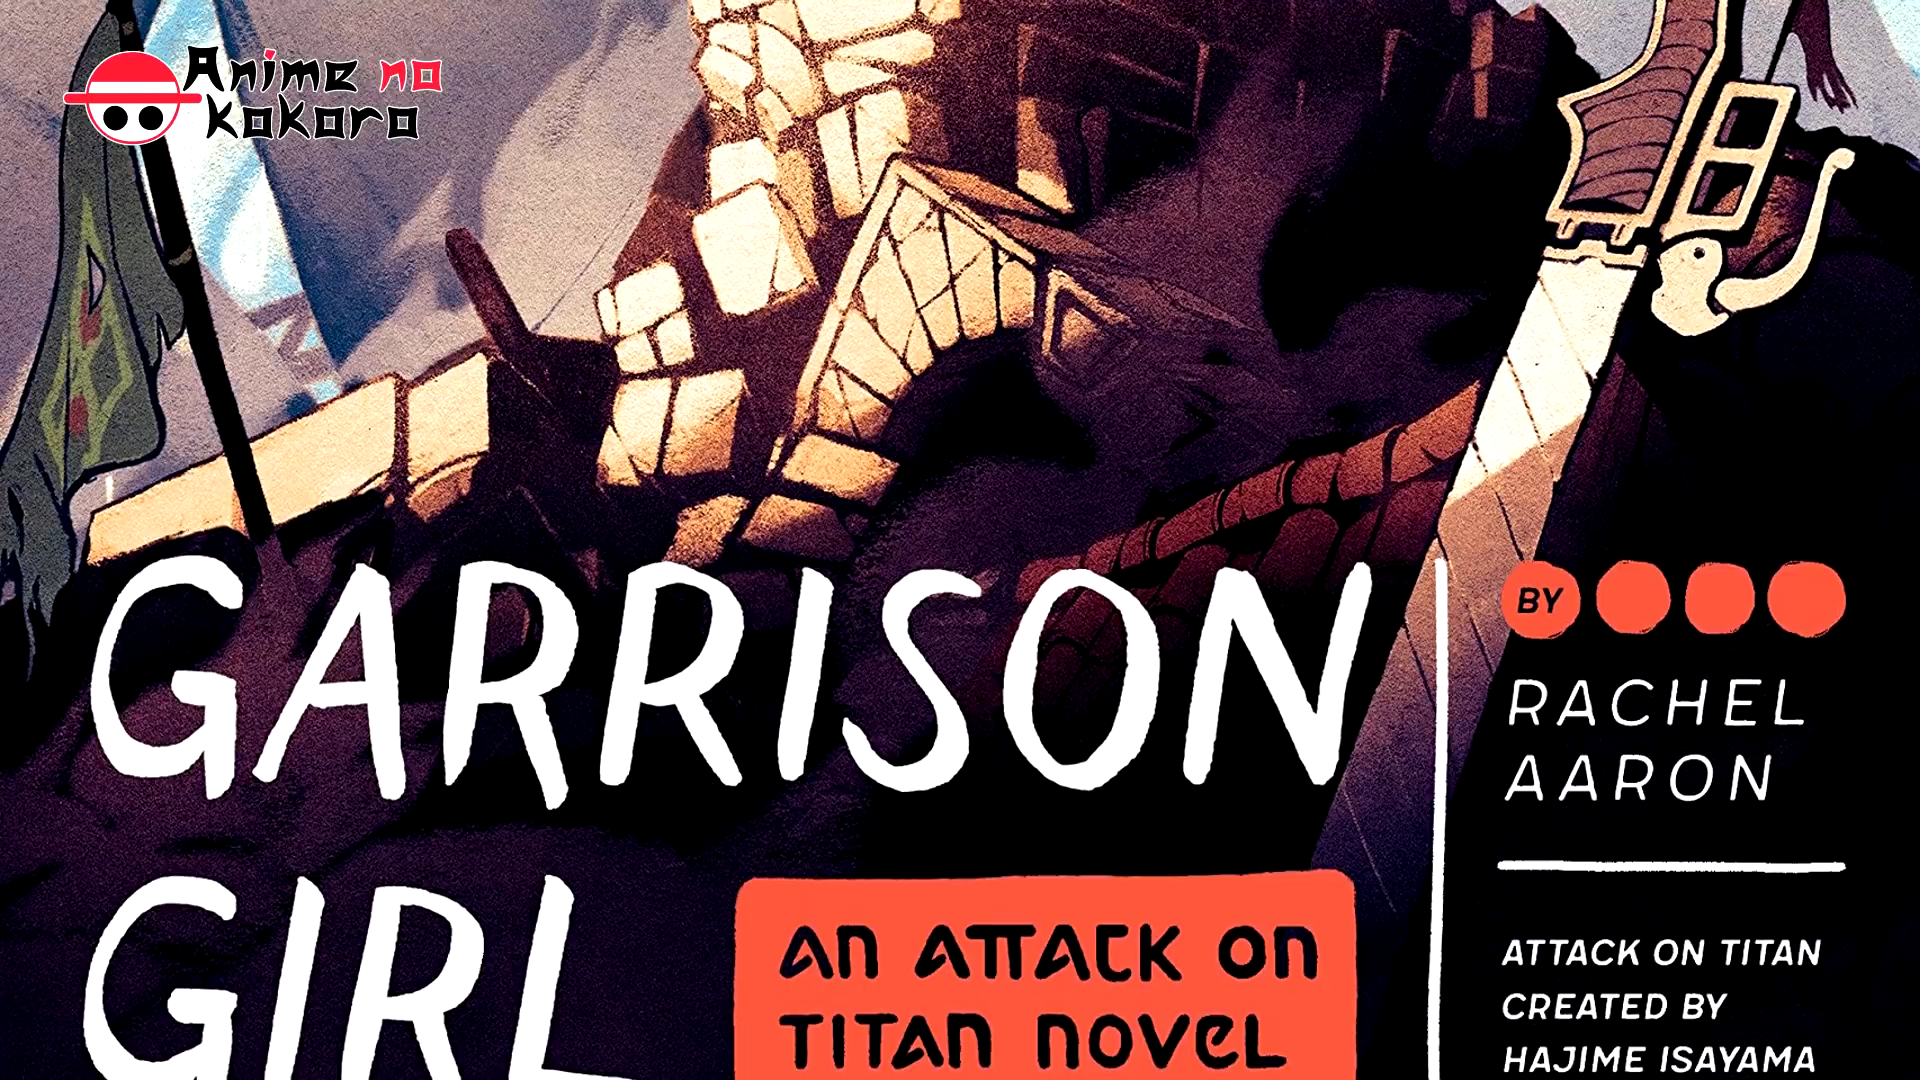 Anime no
Kokoro
GARRISON
GIRL
AN ATTACK ON
TITAN NOVEL
BY
RACHEL
AARON
ATTACK ON TITAN
CREATED BY
HAJIME ISAYAMA